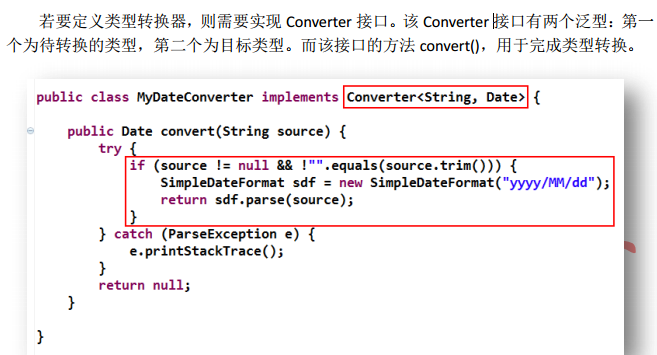 若要定义类型转换器，则需要实现 Converter 接口。该 Converter 接口有两个泛型：第一
个为待转换的类型，第二个为目标类型。而该接口的方法 convert()，用于完成类型转换。
public class MyDateConverter implements Converter<String, Date> {
public Date convert(String source) {
try {
if (source != null && !"".equals(source.trim())) {
SimpleDateFormat sdf = new SimpleDateFormat("yyyy/MM/dd");
return sdf.parse(source);
}
} catch (ParseException e) {
e.printStackTrace();
}
return null;
}
}